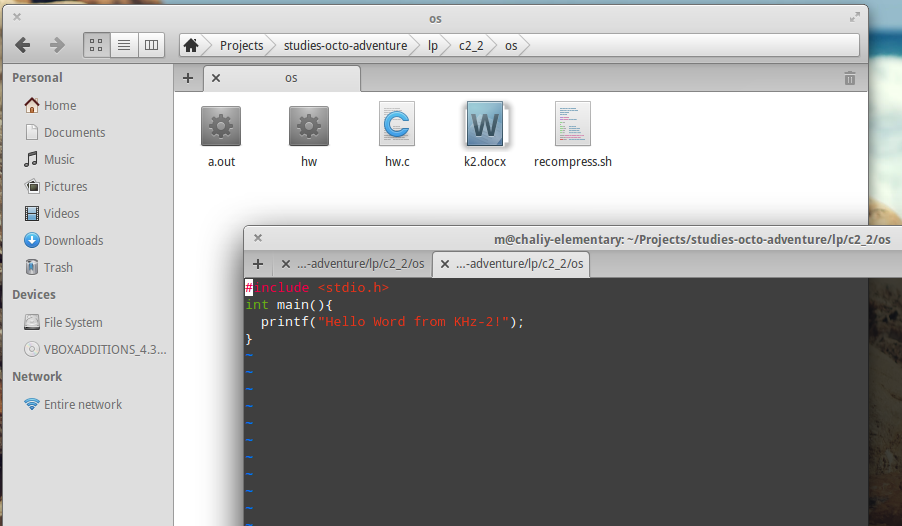 os
Projects studies-octo-adventure lp c2_2 os
os
Personal
Home
Documents
Music
Pictures
Videos
Downloads
Trash
Devices
File System
VBOXADDITIONS_4.3...
Network
Entire network
a.out hw hw.c k2.docx recompress.sh
m@chaliy-elementary: ~/Projects/studies-octo-adventure/lp/c2_2/os
...-adventure/lp/c2_2/os ...-adventure/lp/c2_2/os
#include <stdio.h>
int main(){
  printf("Hello Word from KHz-2!");
}
~
~
~
~
~
~
~
~
~
~
~